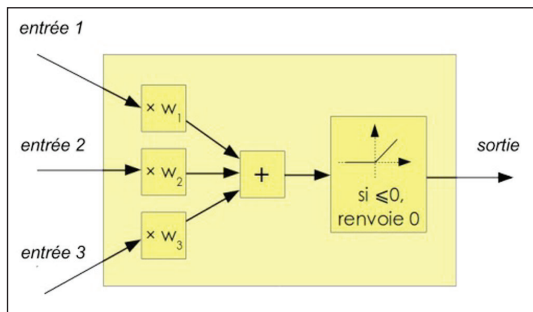 entrée 1
× w1
entrée 2
× w2
+
si ⩽0,
renvoie 0
sortie
× w3
entrée 3